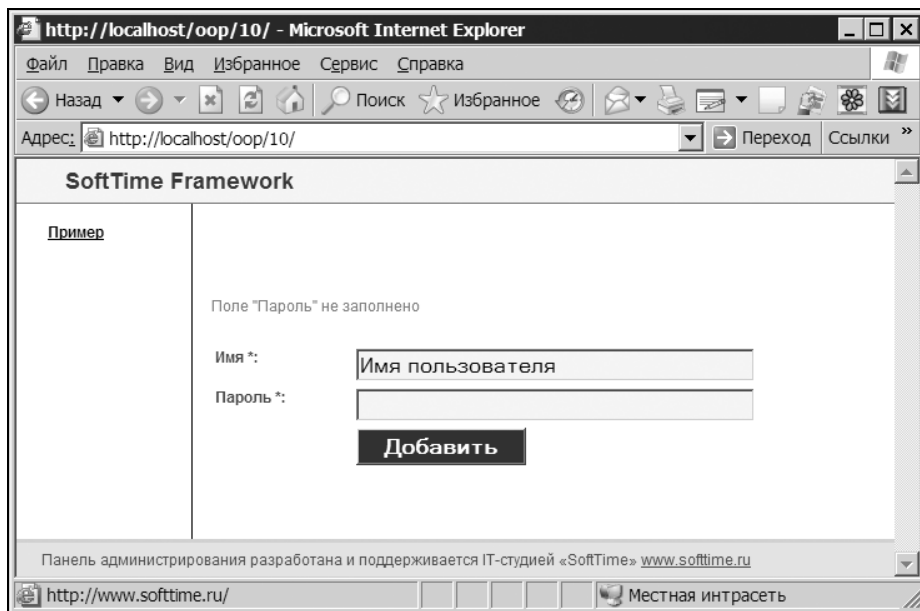 http://localhost/oop/10/ - Microsoft Internet Explorer
Файл Правка Вид Избранное Сервис Справка
Назад Поиск Избранное
Адрес: http://localhost/oop/10/ Переход Ссылки »
SoftTime Framework
Пример
Поле "Пароль" не заполнено
Имя *: Имя пользователя
Пароль *:
Добавить
Панель администрирования разработана и поддерживается IT-студией «SoftTime» www.softtime.ru
http://www.softtime.ru/ Местная интрасеть